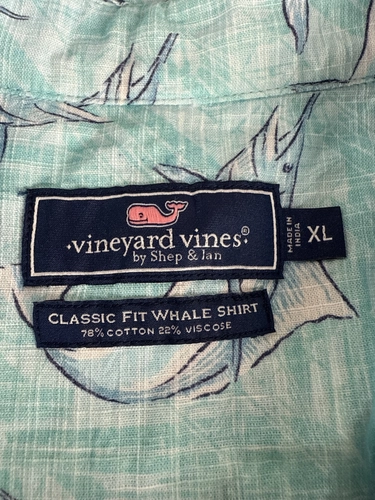 vineyard vines®
by Shep & Ian
MADE IN
INDIA
XL
CLASSIC FIT WHALE SHIRT
78% COTTON 22% VISCOSE